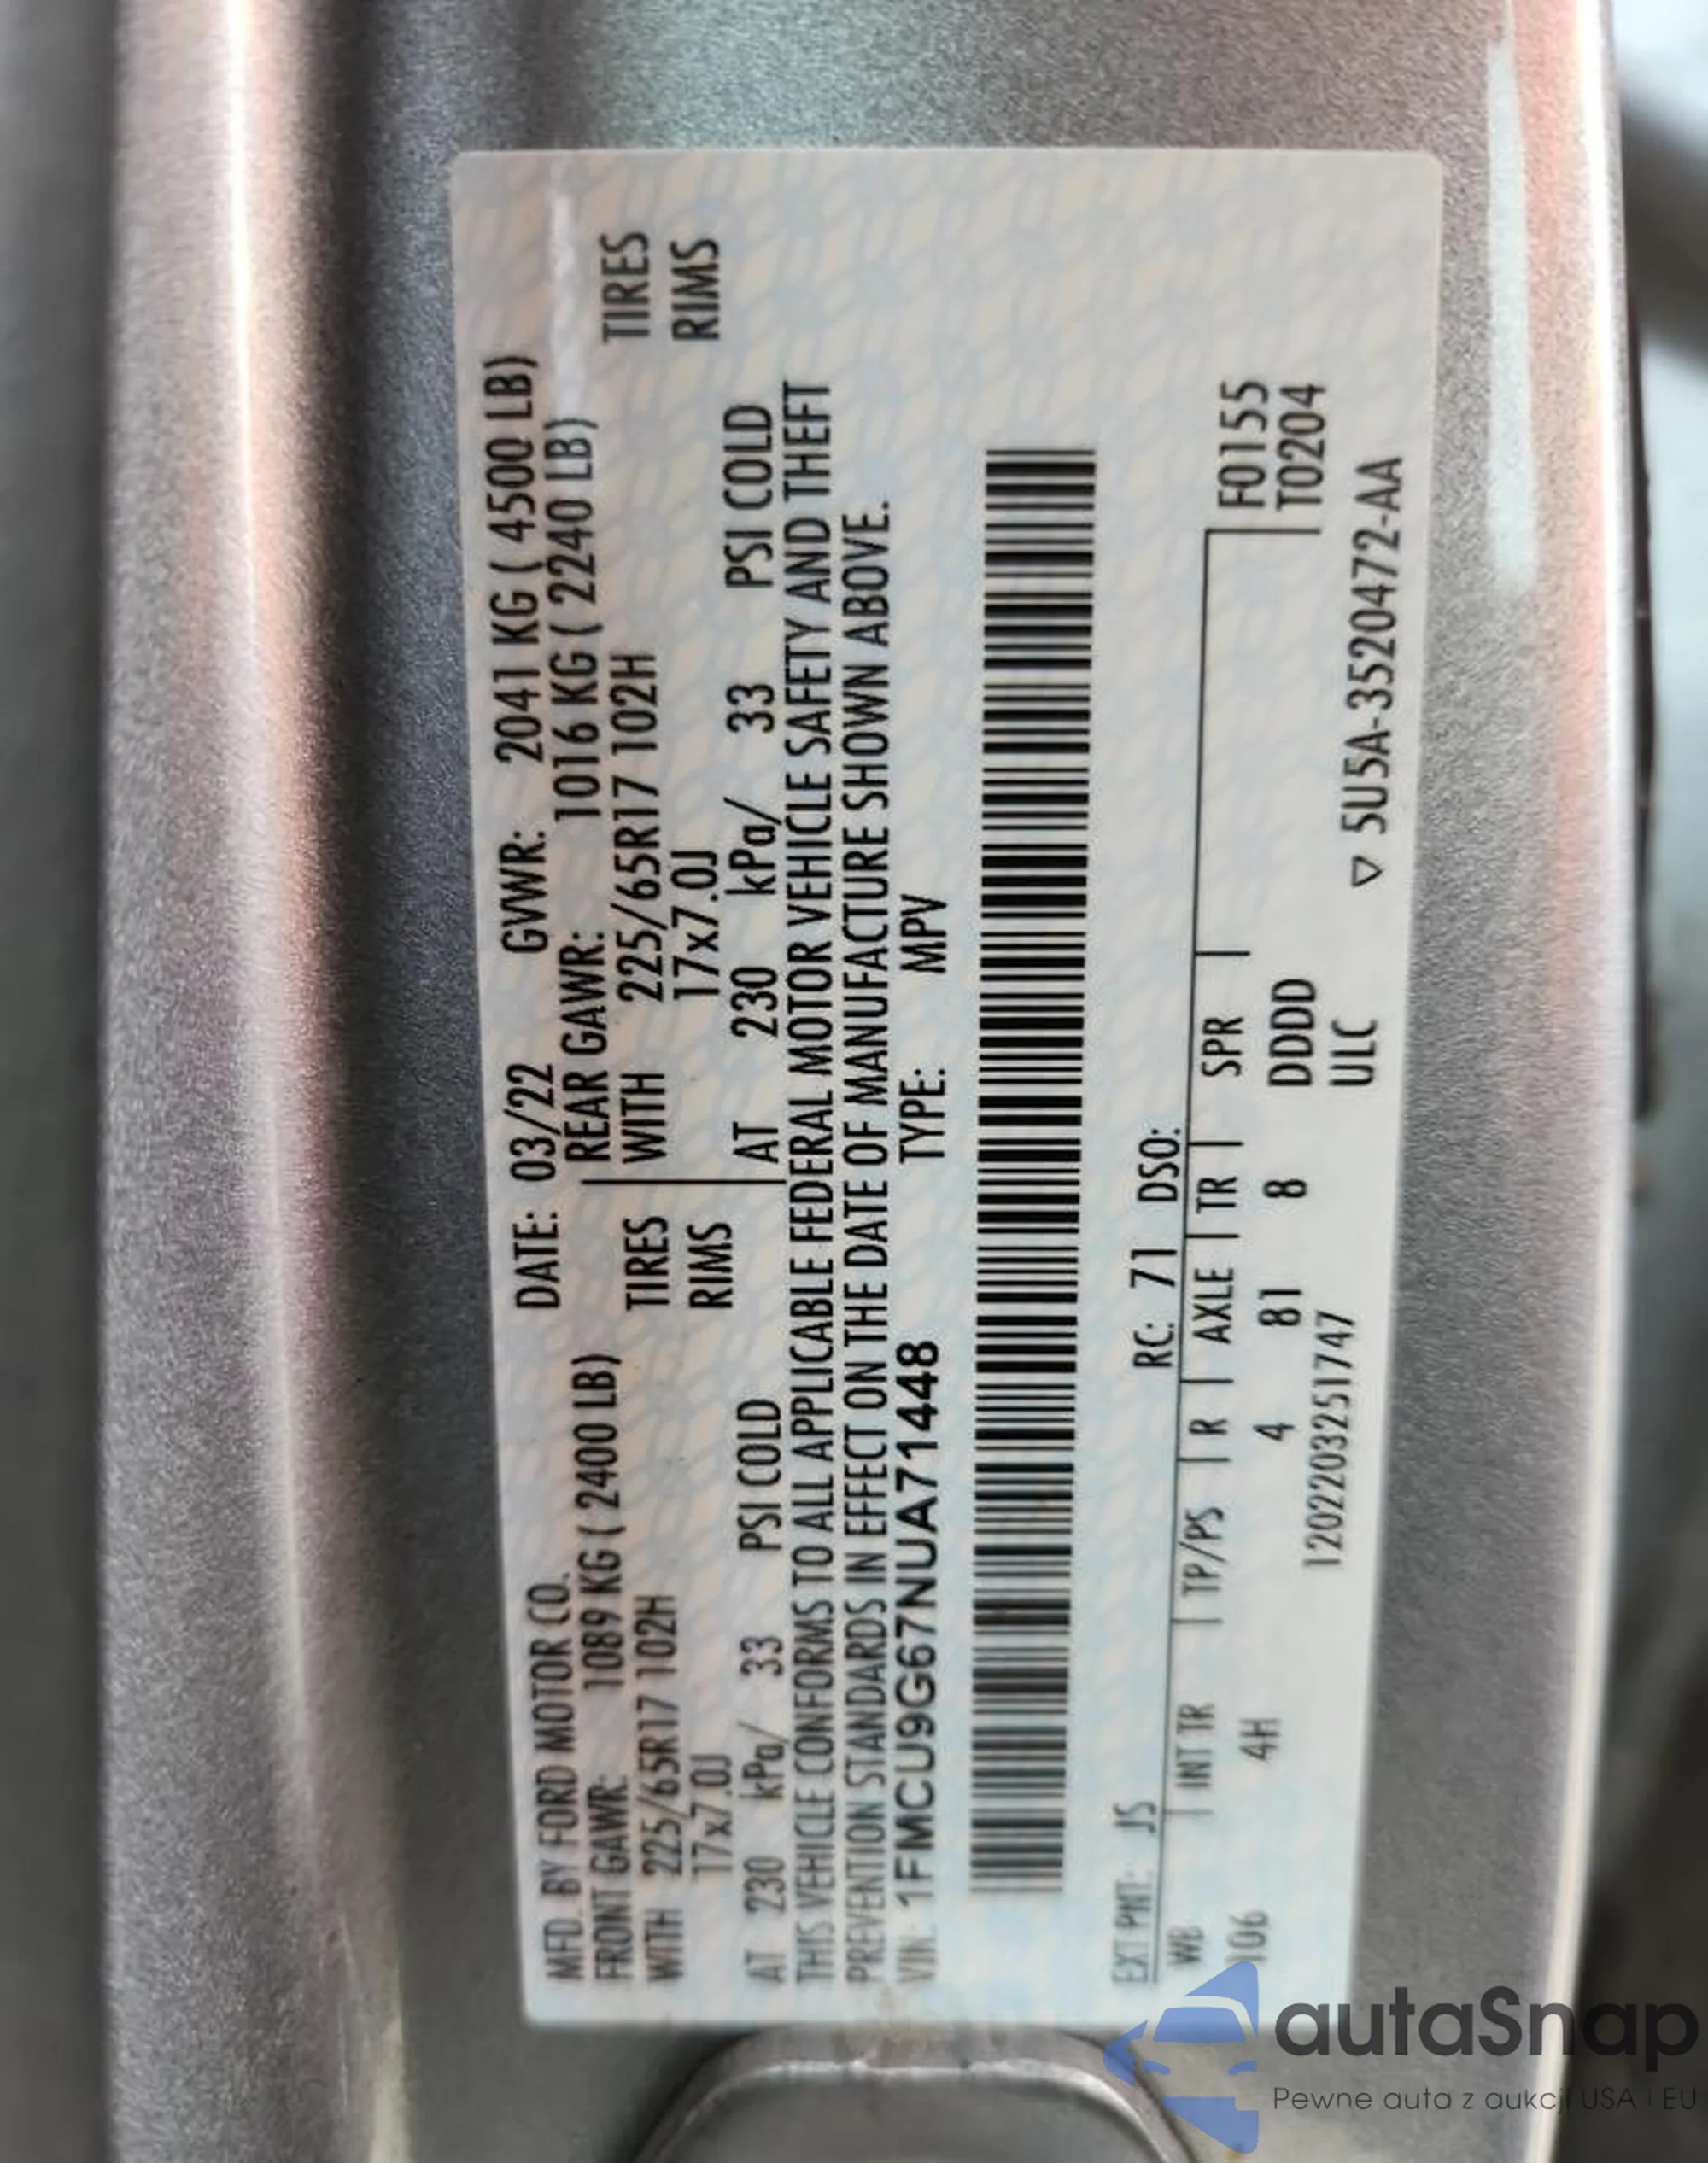 MFD. BY FORD MOTOR CO. DATE: 03/22 GVWR: 2041 KG ( 4500 LB)
FRONT GAWR: 1089 KG ( 2400 LB) REAR GAWR: 1016 KG ( 2240 LB)
WITH 225/65R17 102H TIRES WITH 225/65R17 102H TIRES
17x7.0J RIMS 17x7.0J RIMS
AT 230 kPa/ 33 PSI COLD AT 230 kPa/ 33 PSI COLD
THIS VEHICLE CONFORMS TO ALL APPLICABLE FEDERAL MOTOR VEHICLE SAFETY AND THEFT
PREVENTION STANDARDS IN EFFECT ON THE DATE OF MANUFACTURE SHOWN ABOVE.
VIN: 1FMCU9G67NUA71448 TYPE: MPV
EXT PNT: JS RC: 71 DSO:
WB INT TR TP/PS R AXLE TR SPR F0155
106 4H 4 81 8 DDDD T0204
1202203251747 ULC
▽ 5U5A-3520472-AA
autaSnap
Pewne auta z aukcji USA i EU